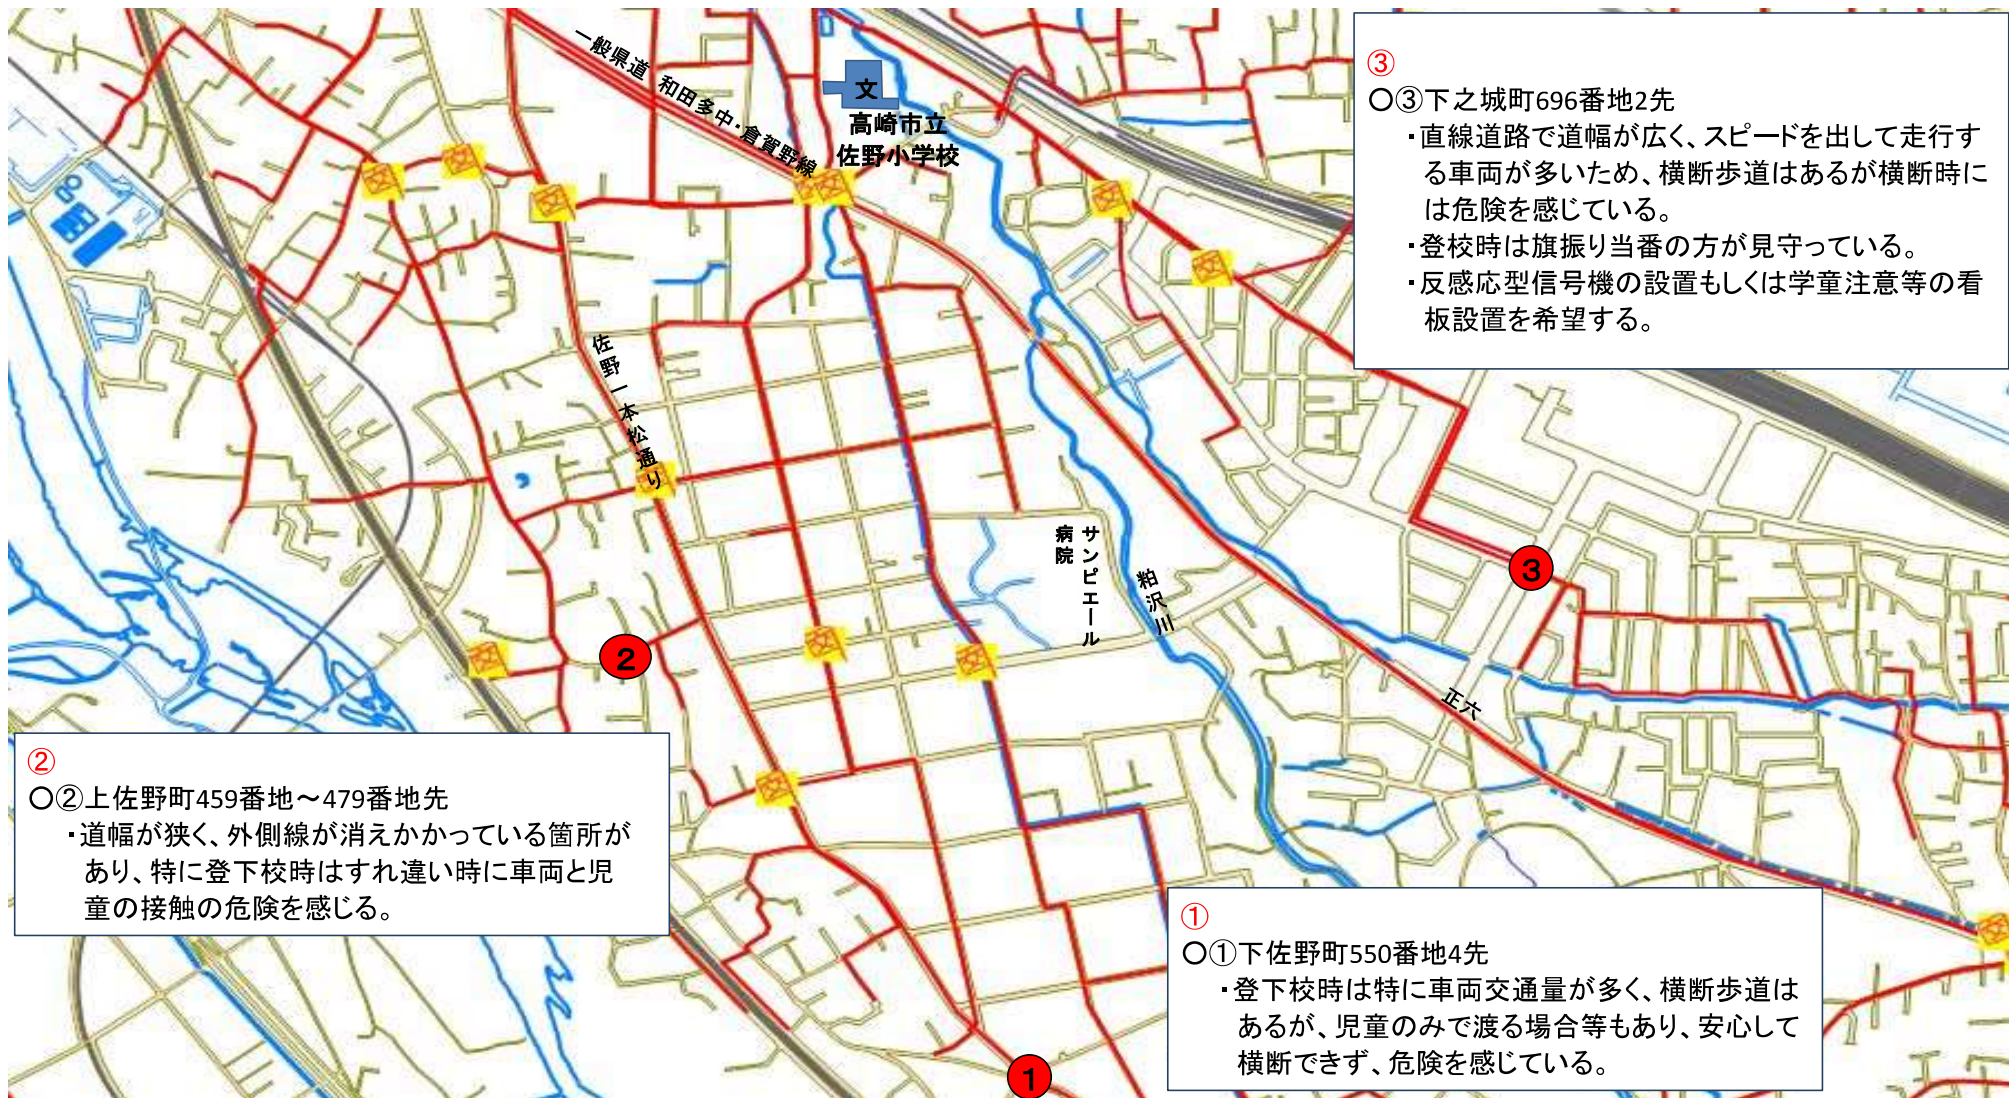 一般県道 和田多中・倉賀野線
文
高崎市立
佐野小学校
③
○③下之城町696番地2先
・直線道路で道幅が広く、スピードを出して走行す
る車両が多いため、横断歩道はあるが横断時に
は危険を感じている。
・登校時は旗振り当番の方が見守っている。
・反感応型信号機の設置もしくは学童注意等の看
板設置を希望する。
佐野一本松通り
サンピエール
病院
粕沢川
3
2
正六
②
○②上佐野町459番地～479番地先
・道幅が狭く、外側線が消えかかっている箇所が
あり、特に登下校時はすれ違い時に車両と児
童の接触の危険を感じる。
①
○①下佐野町550番地4先
・登下校時は特に車両交通量が多く、横断歩道は
あるが、児童のみで渡る場合等もあり、安心して
横断できず、危険を感じている。
1